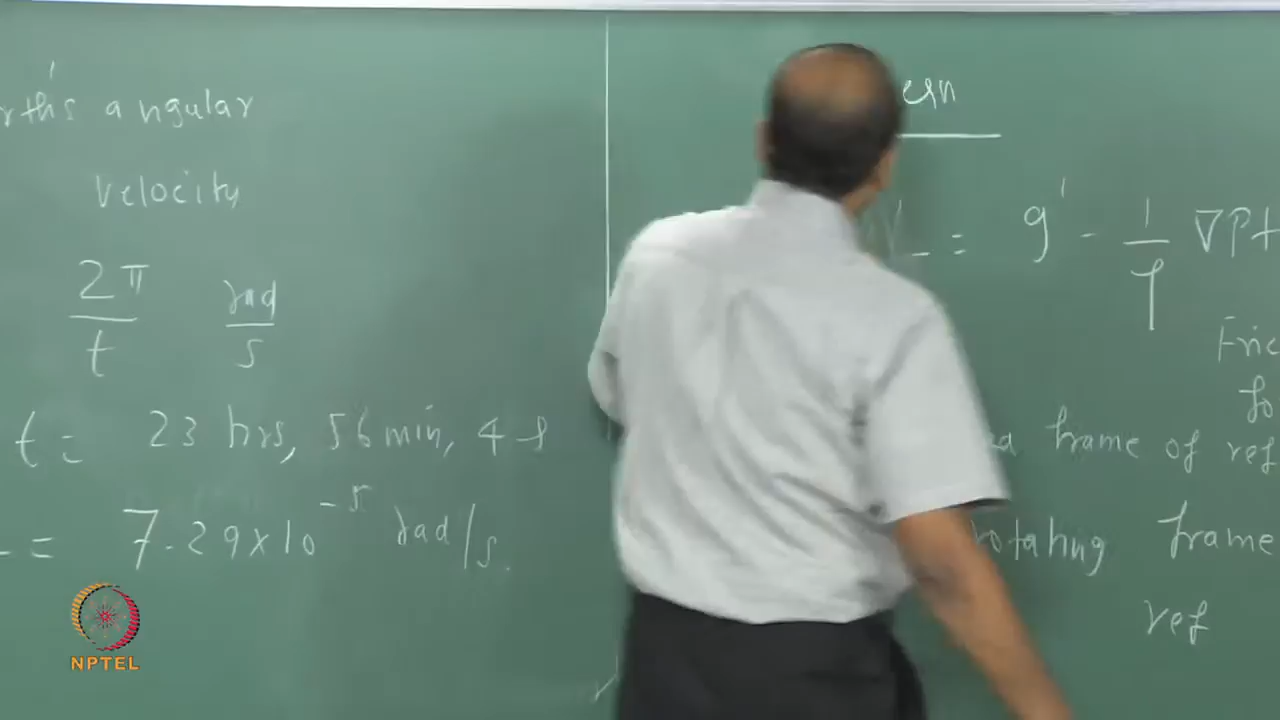 rth's angular
velocity
2π rad
t s
t = 23 hrs, 56 min, 4 s
= 7.29 × 10⁻⁵ rad/s.
= g' - 1/ρ ∇P +
Fric
fo
frame of ref
rotating frame
ref
NPTEL